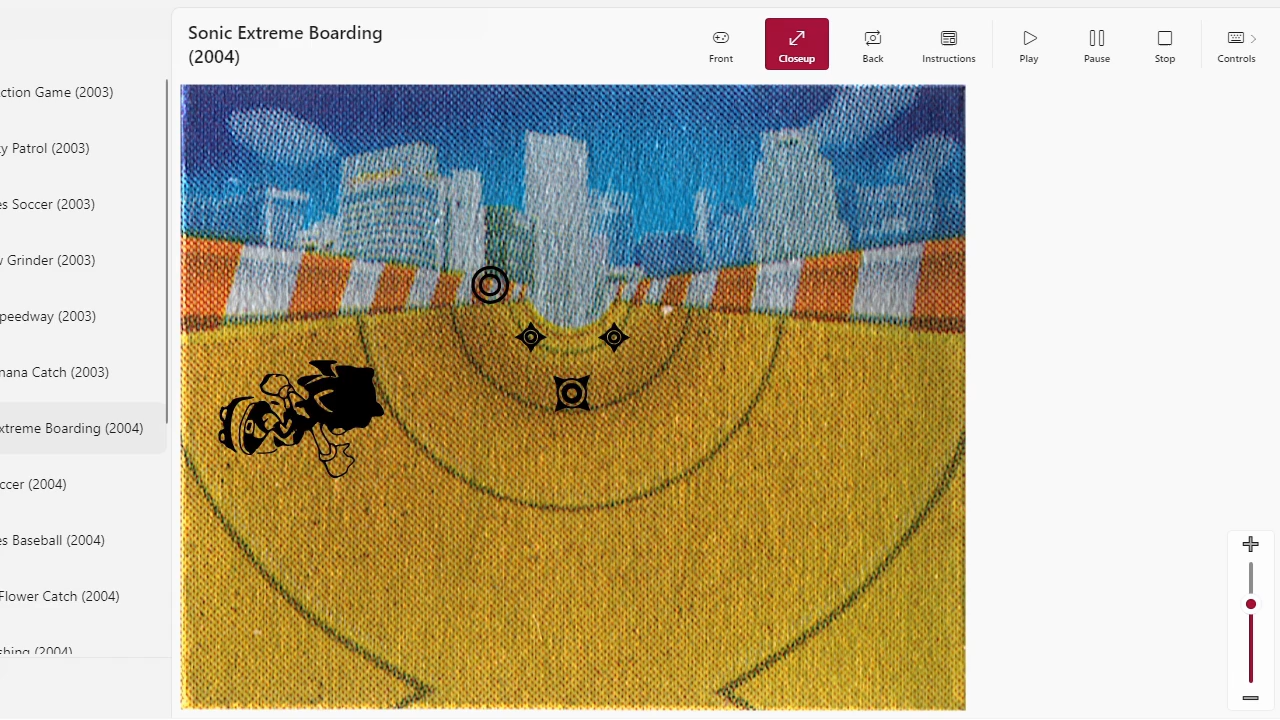 Sonic Extreme Boarding
(2004)
Front
Closeup
Back
Instructions
Play
Pause
Stop
Controls
ction Game (2003)
y Patrol (2003)
es Soccer (2003)
w Grinder (2003)
peedway (2003)
nana Catch (2003)
xtreme Boarding (2004)
ccer (2004)
es Baseball (2004)
Flower Catch (2004)
shing (2004)